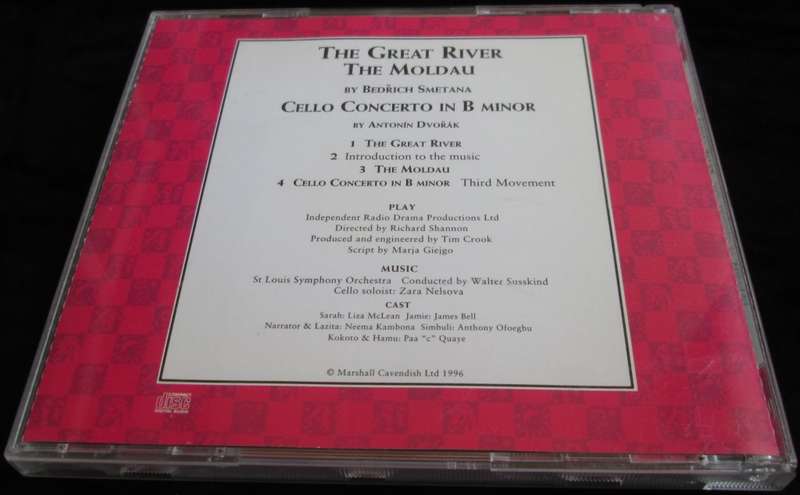 THE GREAT RIVER
THE MOLDAU
BY BEDŘICH SMETANA
CELLO CONCERTO IN B MINOR
BY ANTONÍN DVOŘÁK
1 THE GREAT RIVER
2 Introduction to the music
3 THE MOLDAU
4 CELLO CONCERTO IN B MINOR Third Movement
PLAY
Independent Radio Drama Productions Ltd
Directed by Richard Shannon
Produced and engineered by Tim Crook
Script by Marja Giejgo
MUSIC
St Louis Symphony Orchestra Conducted by Walter Susskind
Cello soloist: Zara Nelsova
CAST
Sarah: Liza McLean Jamie: James Bell
Narrator & Lazita: Neema Kambona Simbuli: Anthony Ofoegbu
Kokoto & Hamu: Paa "c" Quaye
© Marshall Cavendish Ltd 1996
COMPACT
disc
DIGITAL AUDIO